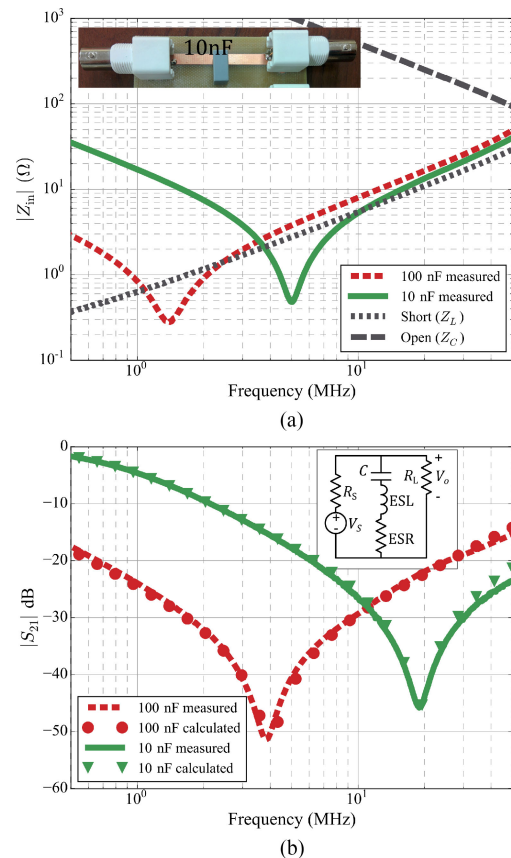 10nF
10³
10²
10¹
10⁰
10⁻¹
|Z_in| (Ω)
100 nF measured
10 nF measured
Short (Z_L)
Open (Z_C)
10⁰
10¹
Frequency (MHz)
(a)
0
−10
−20
−30
−40
−50
−60
|S₂₁| dB
C
R_L
+
V_o
-
R_S
ESL
+
-
V_S
ESR
100 nF measured
100 nF calculated
10 nF measured
10 nF calculated
10⁰
10¹
Frequency (MHz)
(b)